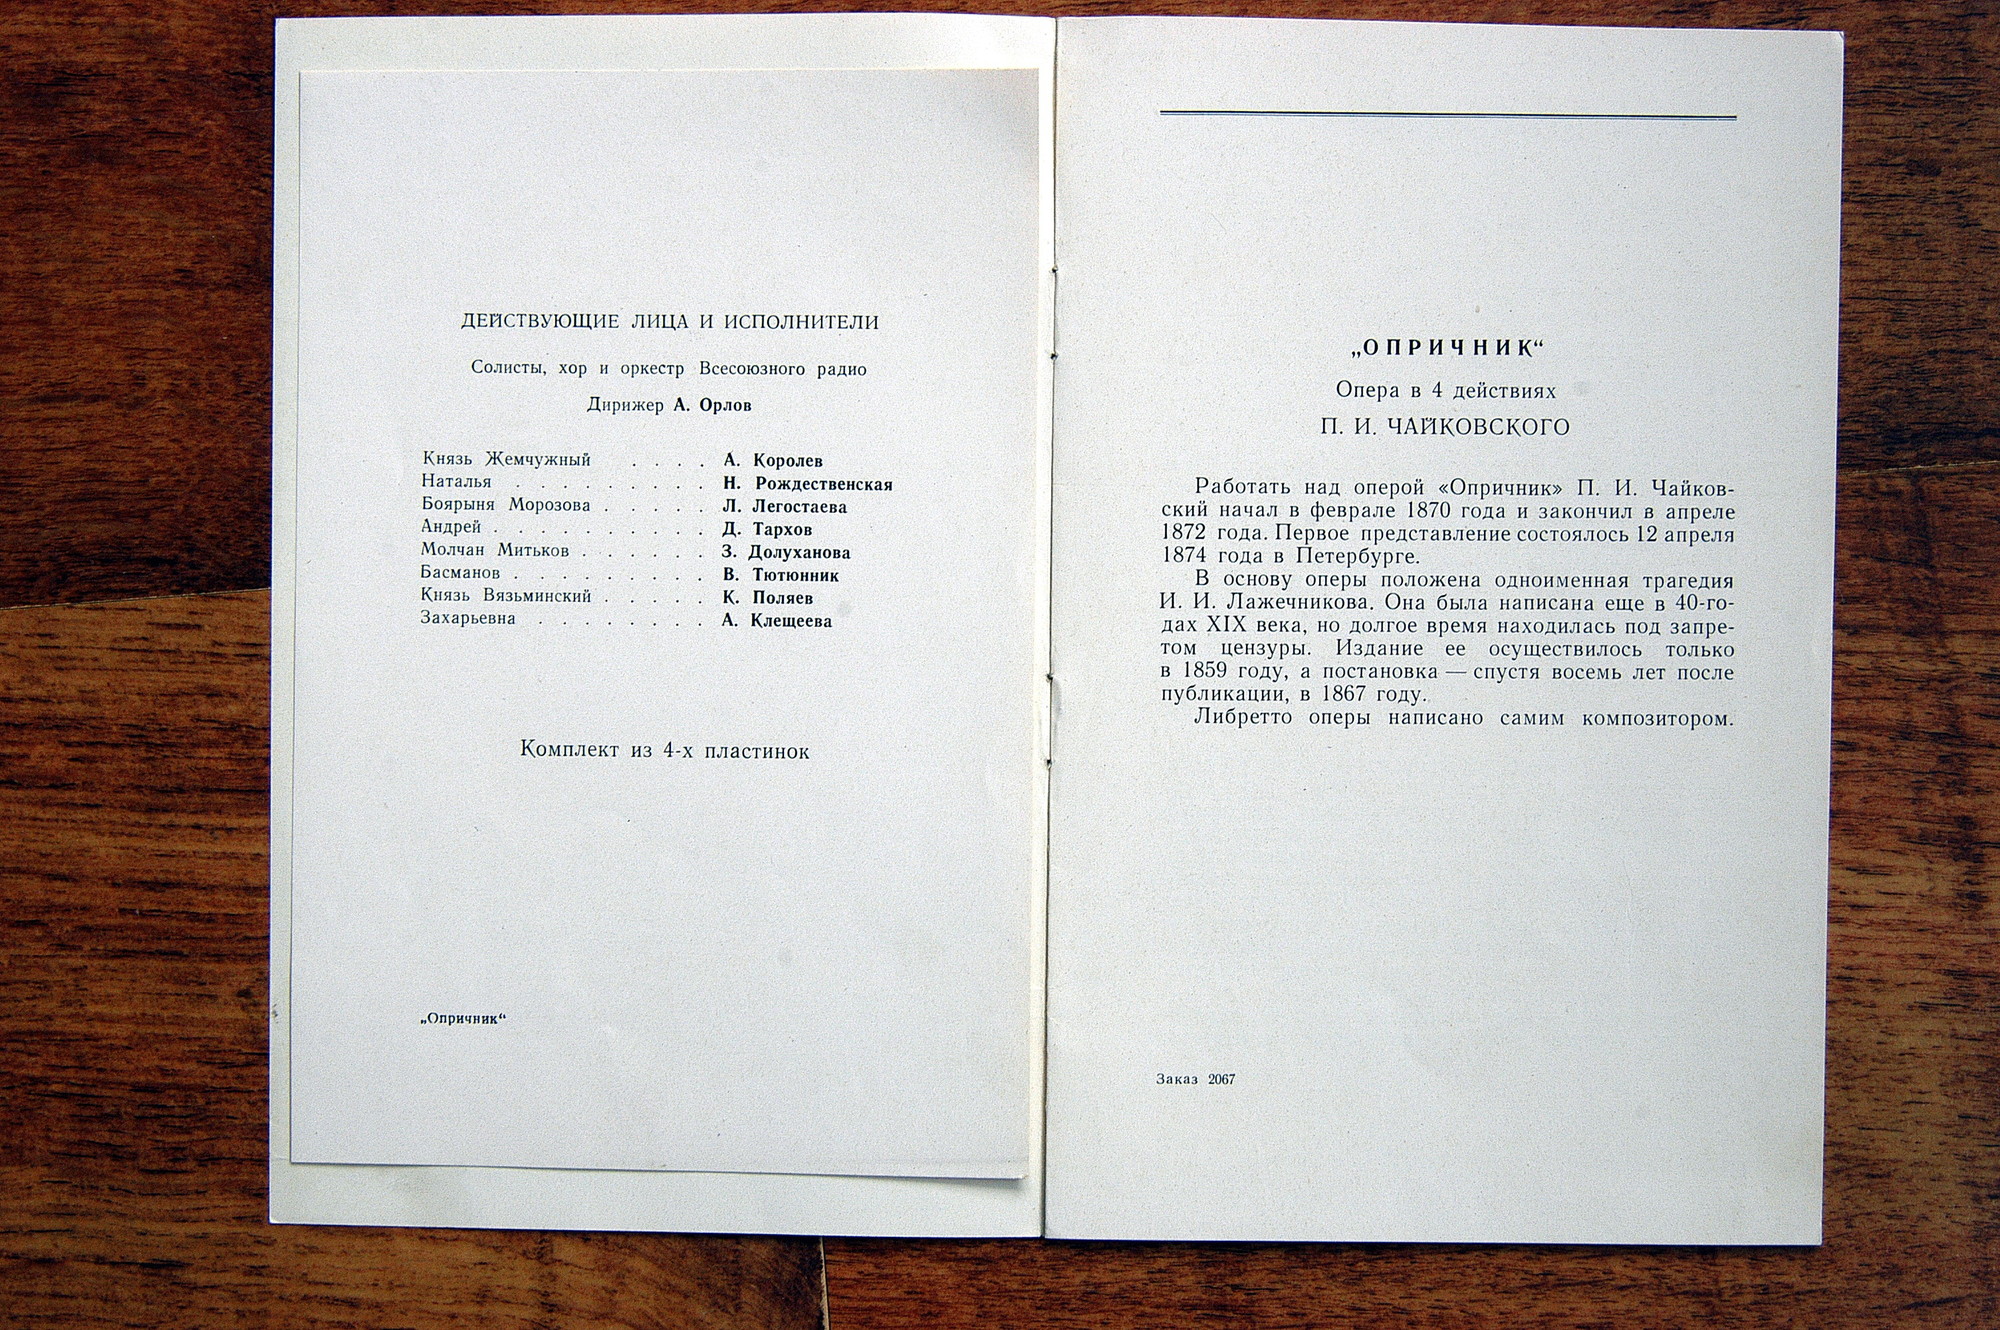 ДЕЙСТВУЮЩИЕ ЛИЦА И ИСПОЛНИТЕЛИ
Солисты, хор и оркестр Всесоюзного радио
Дирижер А. Орлов
Князь Жемчужный . . . . А. Королев
Наталья . . . . . . . . . Н. Рождественская
Боярыня Морозова . . . . . Л. Легостаева
Андрей . . . . . . . . . . Д. Тархов
Молчан Митьков . . . . . . З. Долуханова
Басманов . . . . . . . . . В. Тютюнник
Князь Вязьминский . . . . . К. Поляев
Захарьевна . . . . . . . . А. Клещеева
Комплект из 4-х пластинок
„Опричник“
„ОПРИЧНИК“
Опера в 4 действиях
П. И. ЧАЙКОВСКОГО
Работать над оперой «Опричник» П. И. Чайков-
ский начал в феврале 1870 года и закончил в апреле
1872 года. Первое представление состоялось 12 апреля
1874 года в Петербурге.
В основу оперы положена одноименная трагедия
И. И. Лажечникова. Она была написана еще в 40-го-
дах XIX века, но долгое время находилась под запре-
том цензуры. Издание ее осуществилось только
в 1859 году, а постановка — спустя восемь лет после
публикации, в 1867 году.
Либретто оперы написано самим композитором.
Заказ 2067